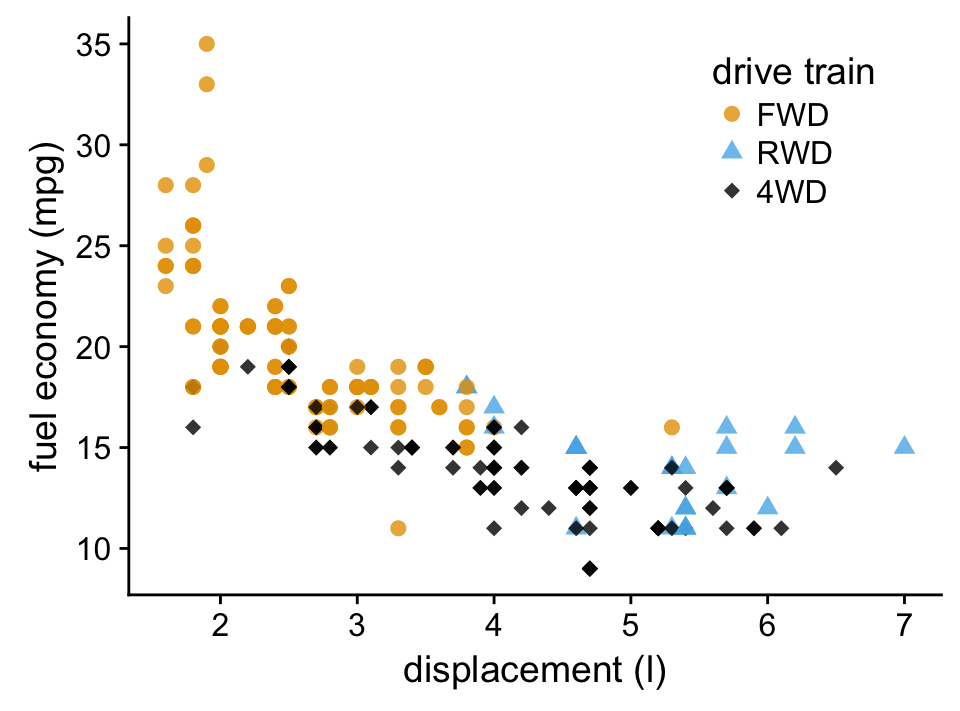 35
30
25
20
15
10
fuel economy (mpg)
drive train
FWD
RWD
4WD
2 3 4 5 6 7
displacement (l)